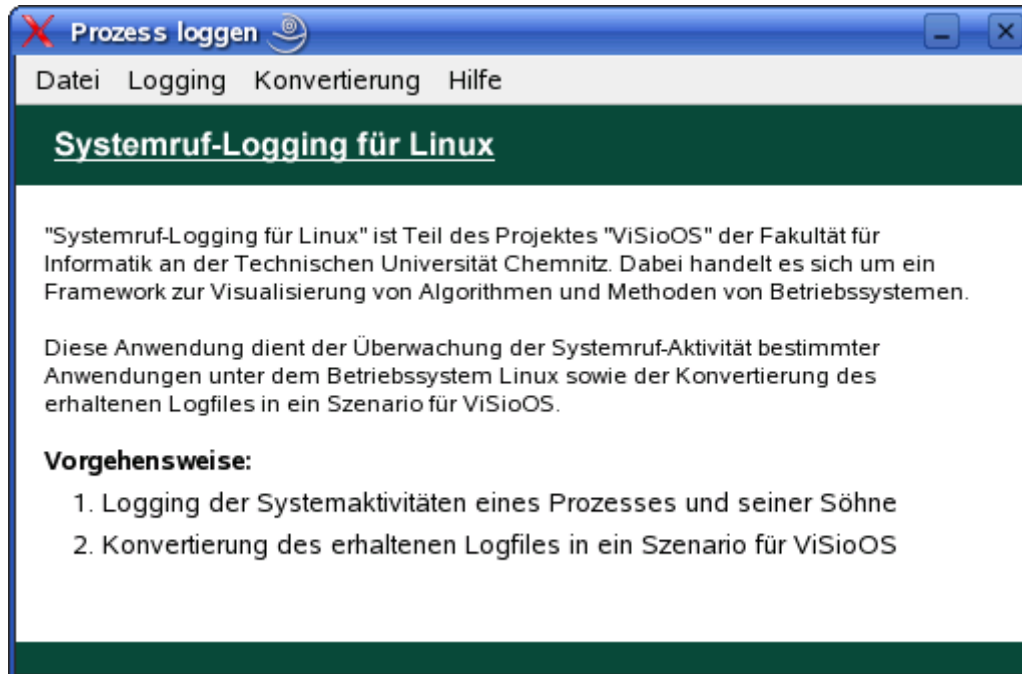 Prozess loggen
Datei Logging Konvertierung Hilfe
Systemruf-Logging für Linux
"Systemruf-Logging für Linux" ist Teil des Projektes "ViSioOS" der Fakultät für
Informatik an der Technischen Universität Chemnitz. Dabei handelt es sich um ein
Framework zur Visualisierung von Algorithmen und Methoden von Betriebssystemen.
Diese Anwendung dient der Überwachung der Systemruf-Aktivität bestimmter
Anwendungen unter dem Betriebssystem Linux sowie der Konvertierung des
erhaltenen Logfiles in ein Szenario für ViSioOS.
Vorgehensweise:
1. Logging der Systemaktivitäten eines Prozesses und seiner Söhne
2. Konvertierung des erhaltenen Logfiles in ein Szenario für ViSioOS